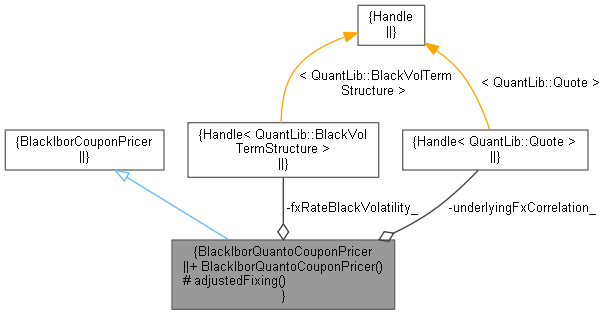 {Handle
||}
< QuantLib::BlackVolTerm
Structure >
< QuantLib::Quote >
{BlackIborCouponPricer
||}
{Handle< QuantLib::BlackVol
TermStructure >
||}
{Handle< QuantLib::Quote >
||}
-fxRateBlackVolatility_
-underlyingFxCorrelation_
{BlackIborQuantoCouponPricer
||+ BlackIborQuantoCouponPricer()
# adjustedFixing()
}